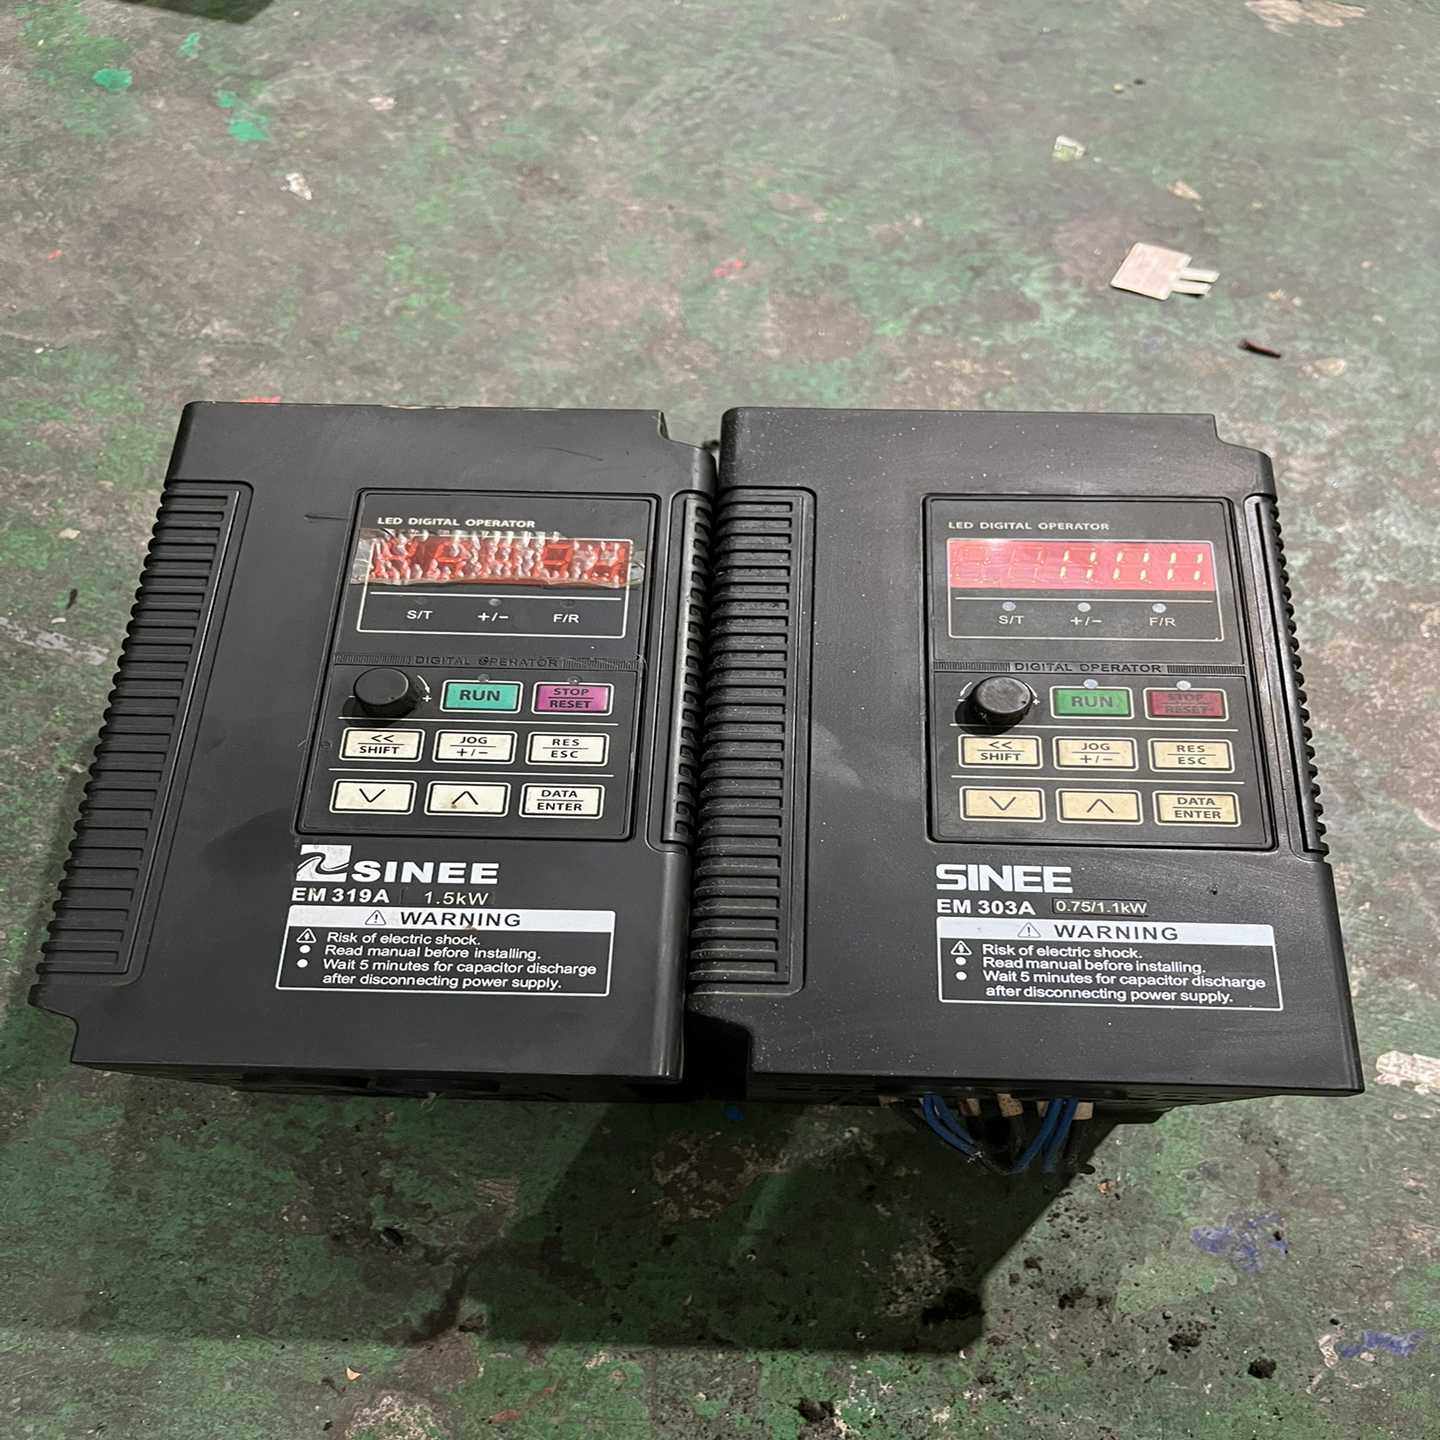 LED DIGITAL OPERATOR
S/T +/- F/R
DIGITAL OPERATOR
- +
RUN
STOP
RESET
<<
SHIFT
JOG
+/-
RES
ESC
DATA
ENTER
SINEE
EM 319A 1.5kW
WARNING
Risk of electric shock.
Read manual before installing.
Wait 5 minutes for capacitor discharge
after disconnecting power supply.
LED DIGITAL OPERATOR
S/T +/- F/R
DIGITAL OPERATOR
- +
RUN
STOP
RESET
<<
SHIFT
JOG
+/-
RES
ESC
DATA
ENTER
SINEE
EM 303A 0.75/1.1kW
WARNING
Risk of electric shock.
Read manual before installing.
Wait 5 minutes for capacitor discharge
after disconnecting power supply.